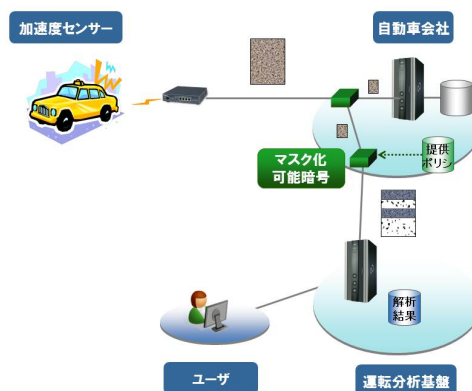 加速度センサー
自動車会社
マスク化
可能暗号
提供
ポリシ
解析
結果
ユーザ
運転分析基盤